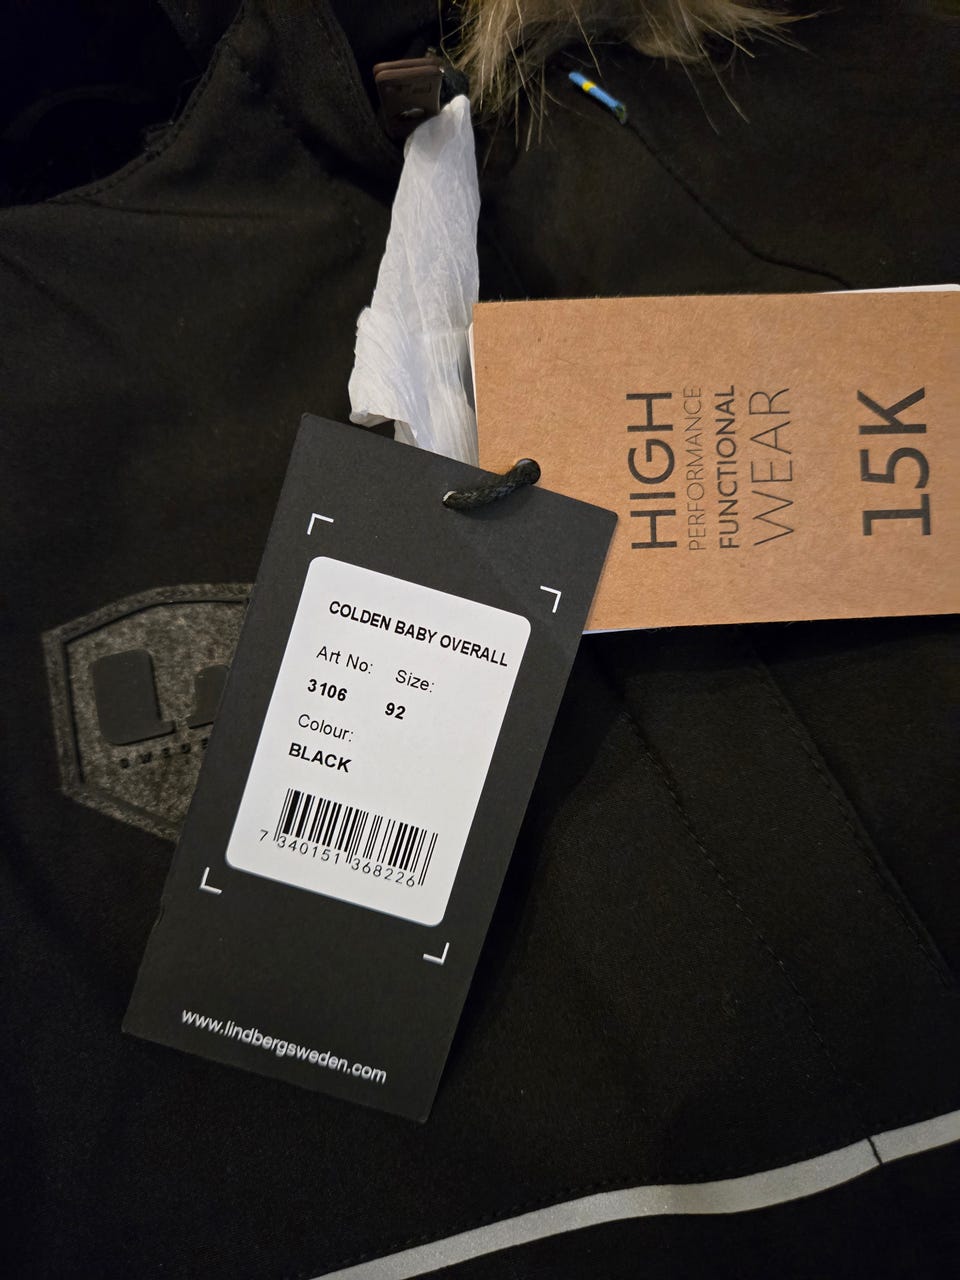 HIGH
PERFORMANCE
FUNCTIONAL
WEAR
15K
COLDEN BABY OVERALL
Art No: Size:
3106 92
Colour:
BLACK
7 340151 368226
www.lindbergsweden.com